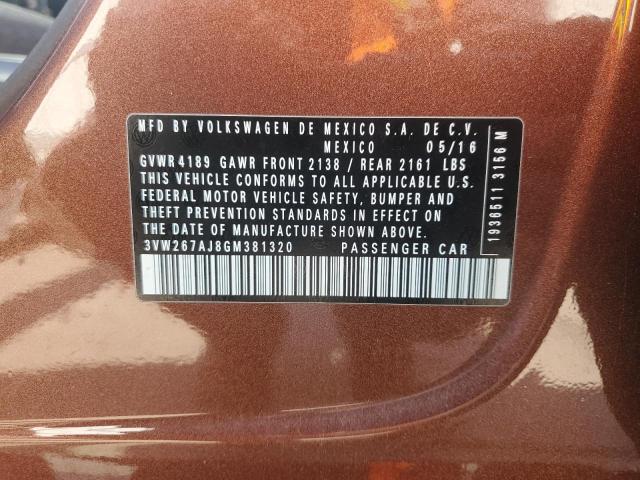 MFD BY VOLKSWAGEN DE MEXICO S.A. DE C.V.
MEXICO 05/16
GVWR 4189 GAWR FRONT 2138 / REAR 2161 LBS
THIS VEHICLE CONFORMS TO ALL APPLICABLE U.S.
FEDERAL MOTOR VEHICLE SAFETY, BUMPER AND
THEFT PREVENTION STANDARDS IN EFFECT ON
THE DATE OF MANUFACTURE SHOWN ABOVE.
3VW267AJ8GM381320 PASSENGER CAR
1936511 3156 M